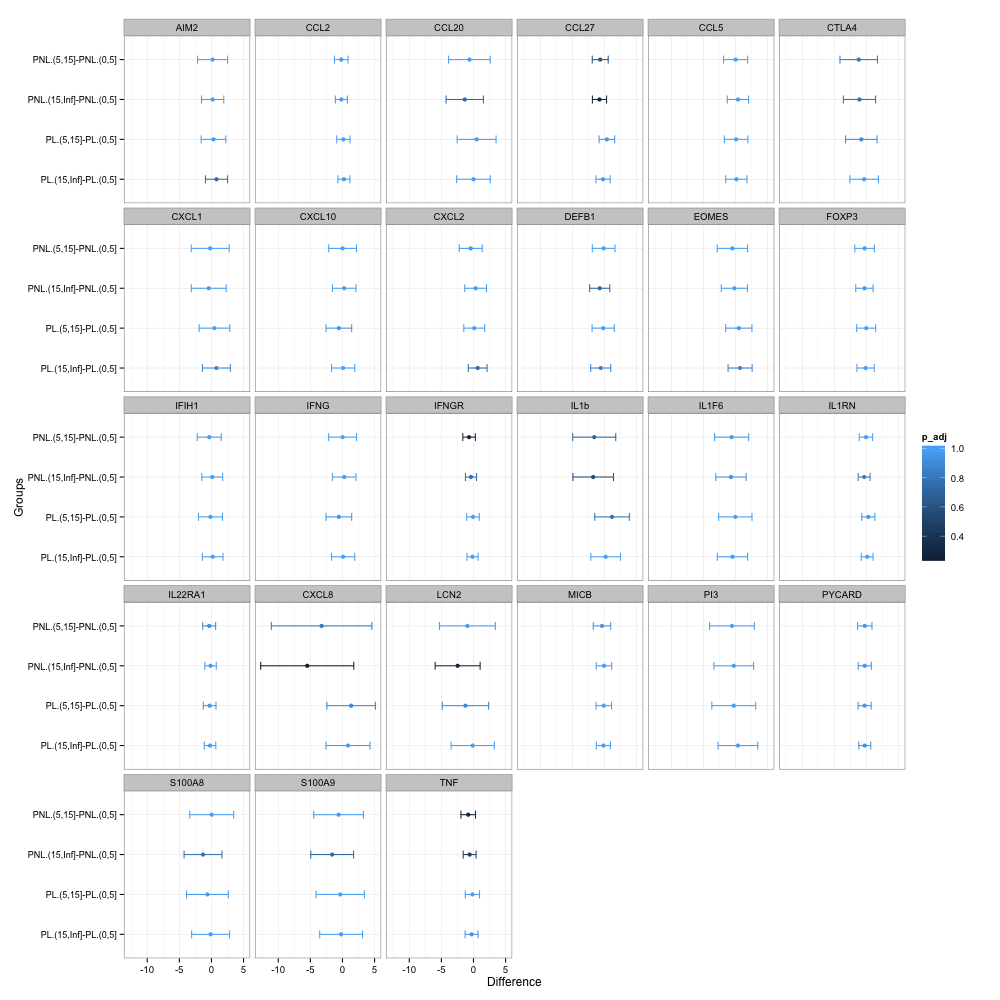 AIM2 CCL2 CCL20 CCL27 CCL5 CTLA4
PNL.(5,15]-PNL.(0,5]
PNL.(15,Inf]-PNL.(0,5]
PL.(5,15]-PL.(0,5]
PL.(15,Inf]-PL.(0,5]
CXCL1 CXCL10 CXCL2 DEFB1 EOMES FOXP3
PNL.(5,15]-PNL.(0,5]
PNL.(15,Inf]-PNL.(0,5]
PL.(5,15]-PL.(0,5]
PL.(15,Inf]-PL.(0,5]
IFIH1 IFNG IFNGR IL1b IL1F6 IL1RN
PNL.(5,15]-PNL.(0,5]
PNL.(15,Inf]-PNL.(0,5]
PL.(5,15]-PL.(0,5]
PL.(15,Inf]-PL.(0,5]
Groups
p_adj
1.0
0.8
0.6
0.4
IL22RA1 CXCL8 LCN2 MICB PI3 PYCARD
PNL.(5,15]-PNL.(0,5]
PNL.(15,Inf]-PNL.(0,5]
PL.(5,15]-PL.(0,5]
PL.(15,Inf]-PL.(0,5]
S100A8 S100A9 TNF
PNL.(5,15]-PNL.(0,5]
PNL.(15,Inf]-PNL.(0,5]
PL.(5,15]-PL.(0,5]
PL.(15,Inf]-PL.(0,5]
-10 -5 0 5 -10 -5 0 5 -10 -5 0 5
Difference